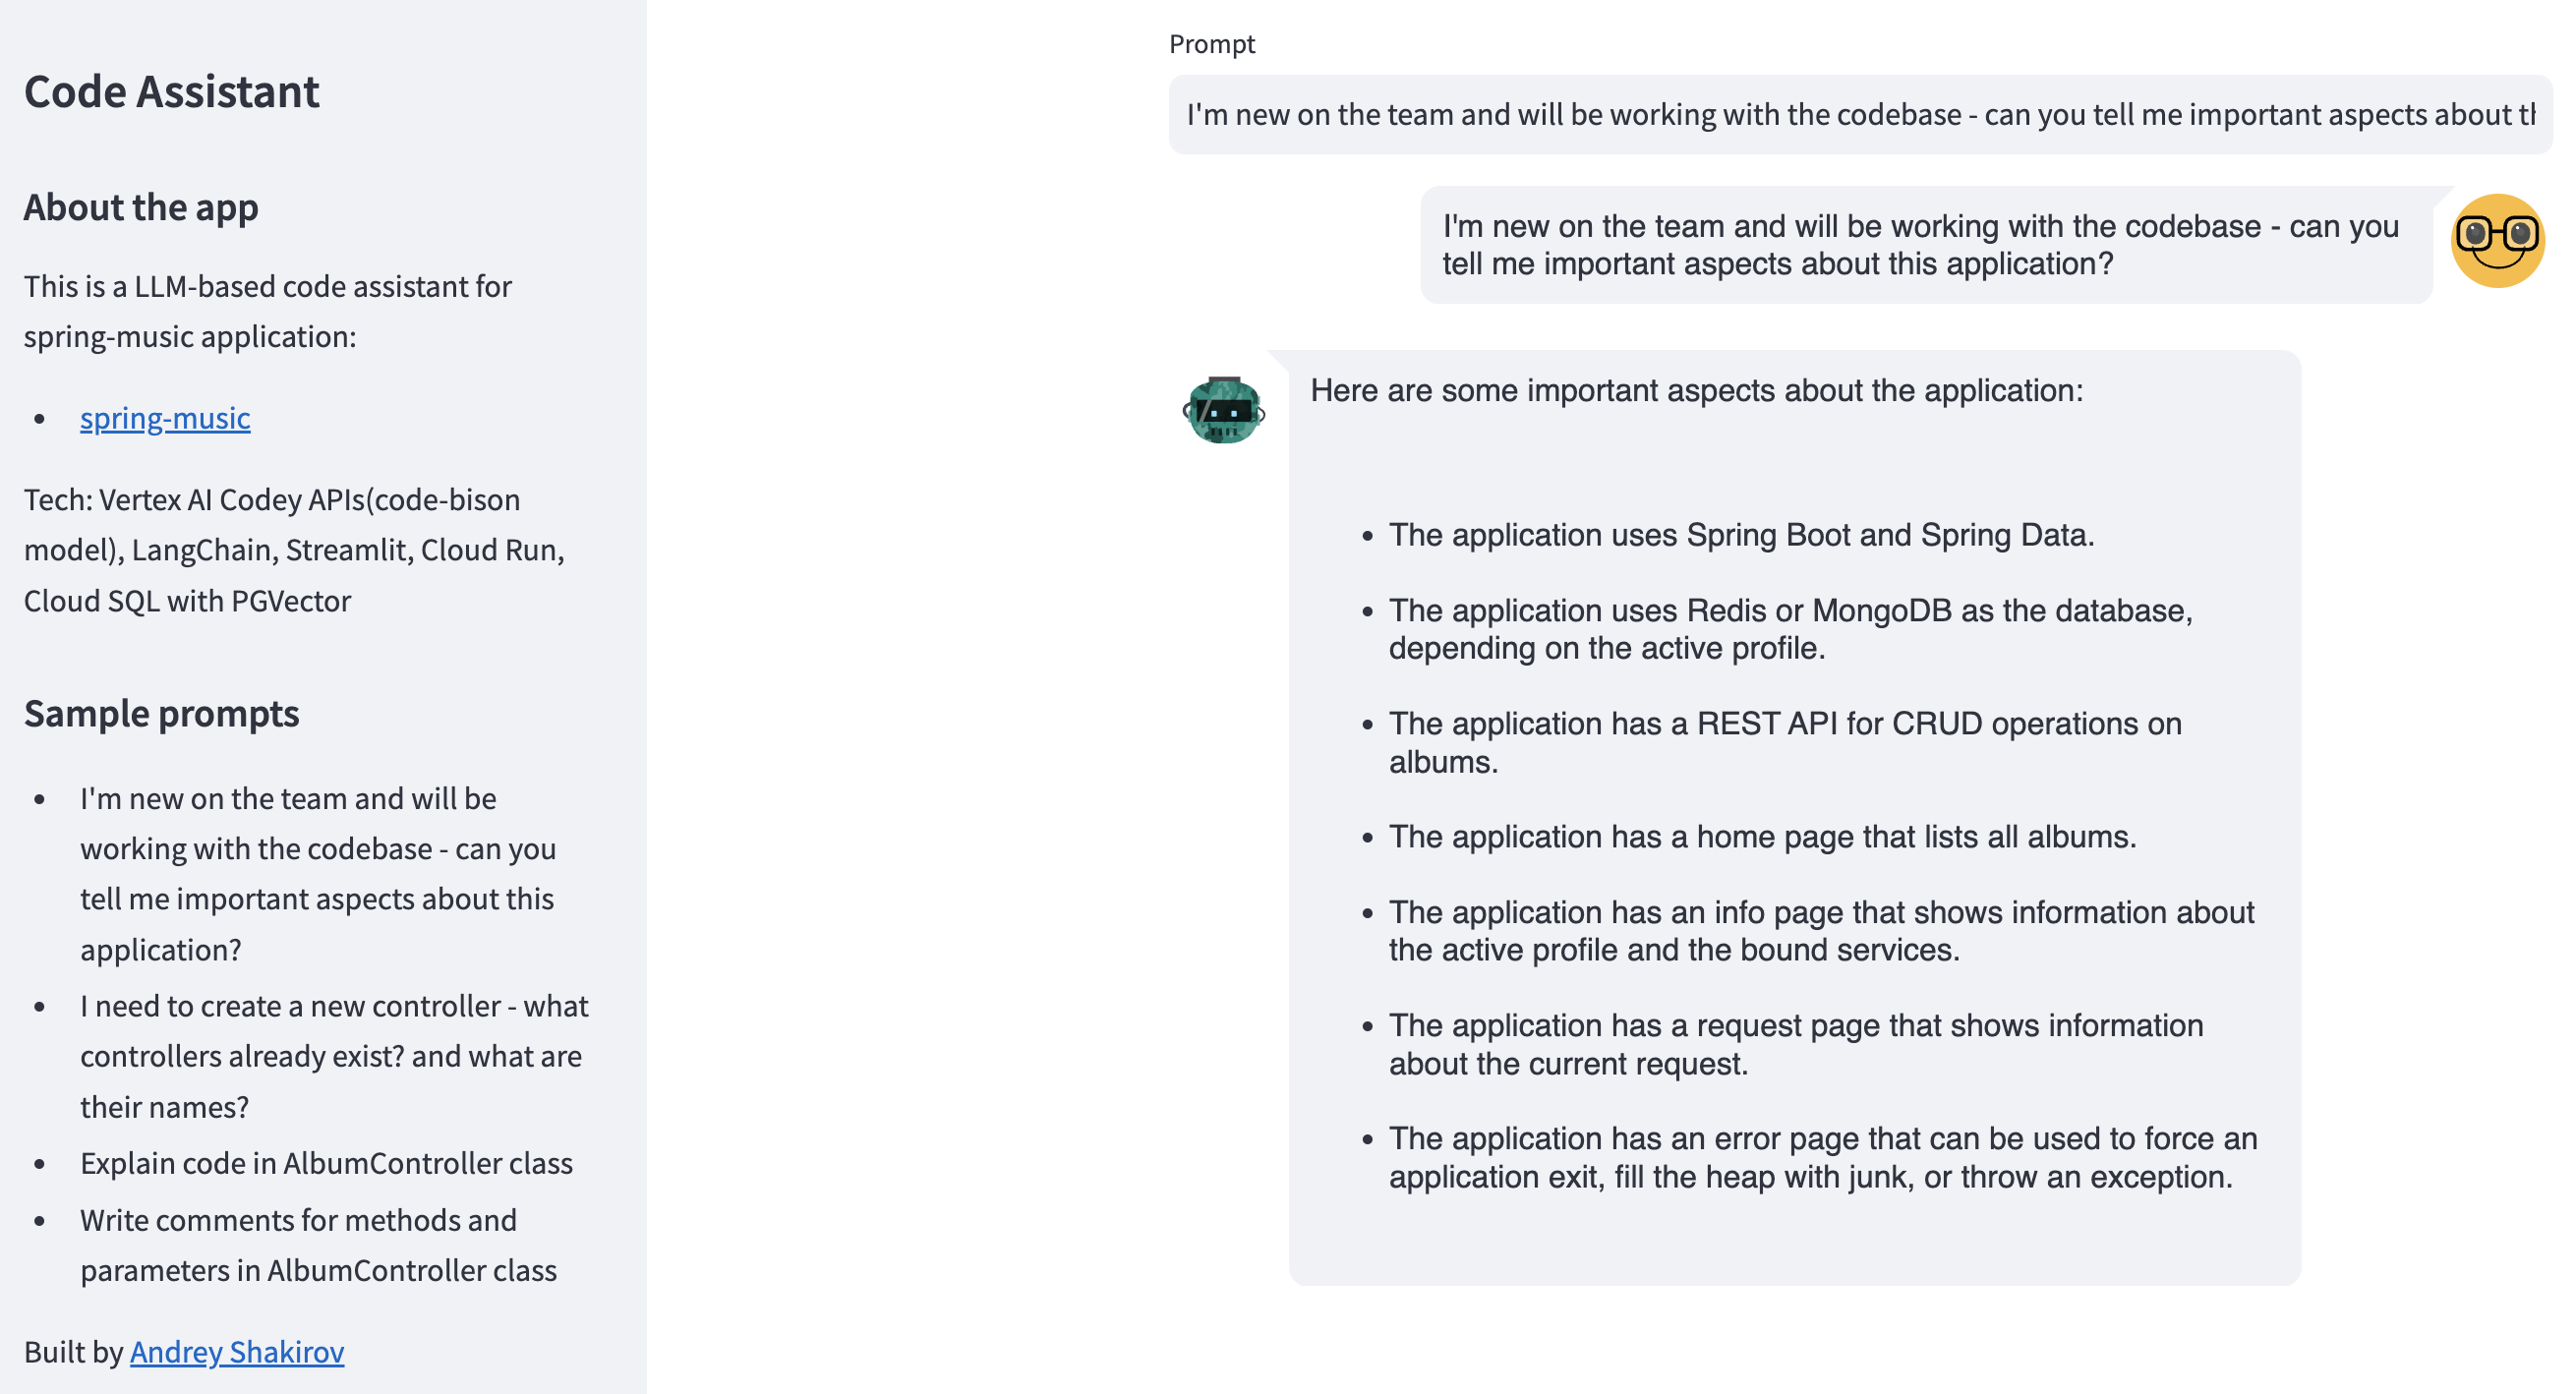 Code Assistant
About the app
This is a LLM-based code assistant for
spring-music application:
• spring-music
Tech: Vertex AI Codey APIs(code-bison
model), LangChain, Streamlit, Cloud Run,
Cloud SQL with PGVector
Sample prompts
• I'm new on the team and will be
working with the codebase - can you
tell me important aspects about this
application?
• I need to create a new controller - what
controllers already exist? and what are
their names?
• Explain code in AlbumController class
• Write comments for methods and
parameters in AlbumController class
Built by Andrey Shakirov
Prompt
I'm new on the team and will be working with the codebase - can you tell me important aspects about th
I'm new on the team and will be working with the codebase - can you
tell me important aspects about this application?
Here are some important aspects about the application:
• The application uses Spring Boot and Spring Data.
• The application uses Redis or MongoDB as the database,
depending on the active profile.
• The application has a REST API for CRUD operations on
albums.
• The application has a home page that lists all albums.
• The application has an info page that shows information about
the active profile and the bound services.
• The application has a request page that shows information
about the current request.
• The application has an error page that can be used to force an
application exit, fill the heap with junk, or throw an exception.